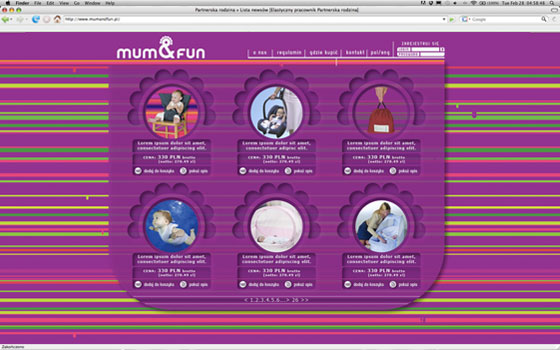 Finder File Edit View Go Window Help
Tue Feb 28 04:58:46
Partnerska rodzina • Lista newsów [Elastyczny pracownik Partnerska rodzina]
http://www.mumandfun.pl/
Google
mum&fun
o nas | regulamin | gdzie kupić | kontakt | pol/eng
ZAREJESTRUJ SIĘ
Lorem ipsum dolor sit amet,
consectetuer adipiscing elit.
CENA: 330 PLN brutto
(netto: 270.49 zł)
dodaj do koszyka pokaż opis
Lorem ipsum dolor sit amet,
consectetuer adipiscing elit.
CENA: 330 PLN brutto
(netto: 270.49 zł)
dodaj do koszyka pokaż opis
Lorem ipsum dolor sit amet,
consectetuer adipiscing elit.
CENA: 330 PLN brutto
(netto: 270.49 zł)
dodaj do koszyka pokaż opis
Lorem ipsum dolor sit amet,
consectetuer adipiscing elit.
CENA: 330 PLN brutto
(netto: 270.49 zł)
dodaj do koszyka pokaż opis
Lorem ipsum dolor sit amet,
consectetuer adipiscing elit.
CENA: 330 PLN brutto
(netto: 270.49 zł)
dodaj do koszyka pokaż opis
Lorem ipsum dolor sit amet,
consectetuer adipiscing elit.
CENA: 330 PLN brutto
(netto: 270.49 zł)
dodaj do koszyka pokaż opis
< 1.2.3.4.5.6...> 26 >>
Zakończono